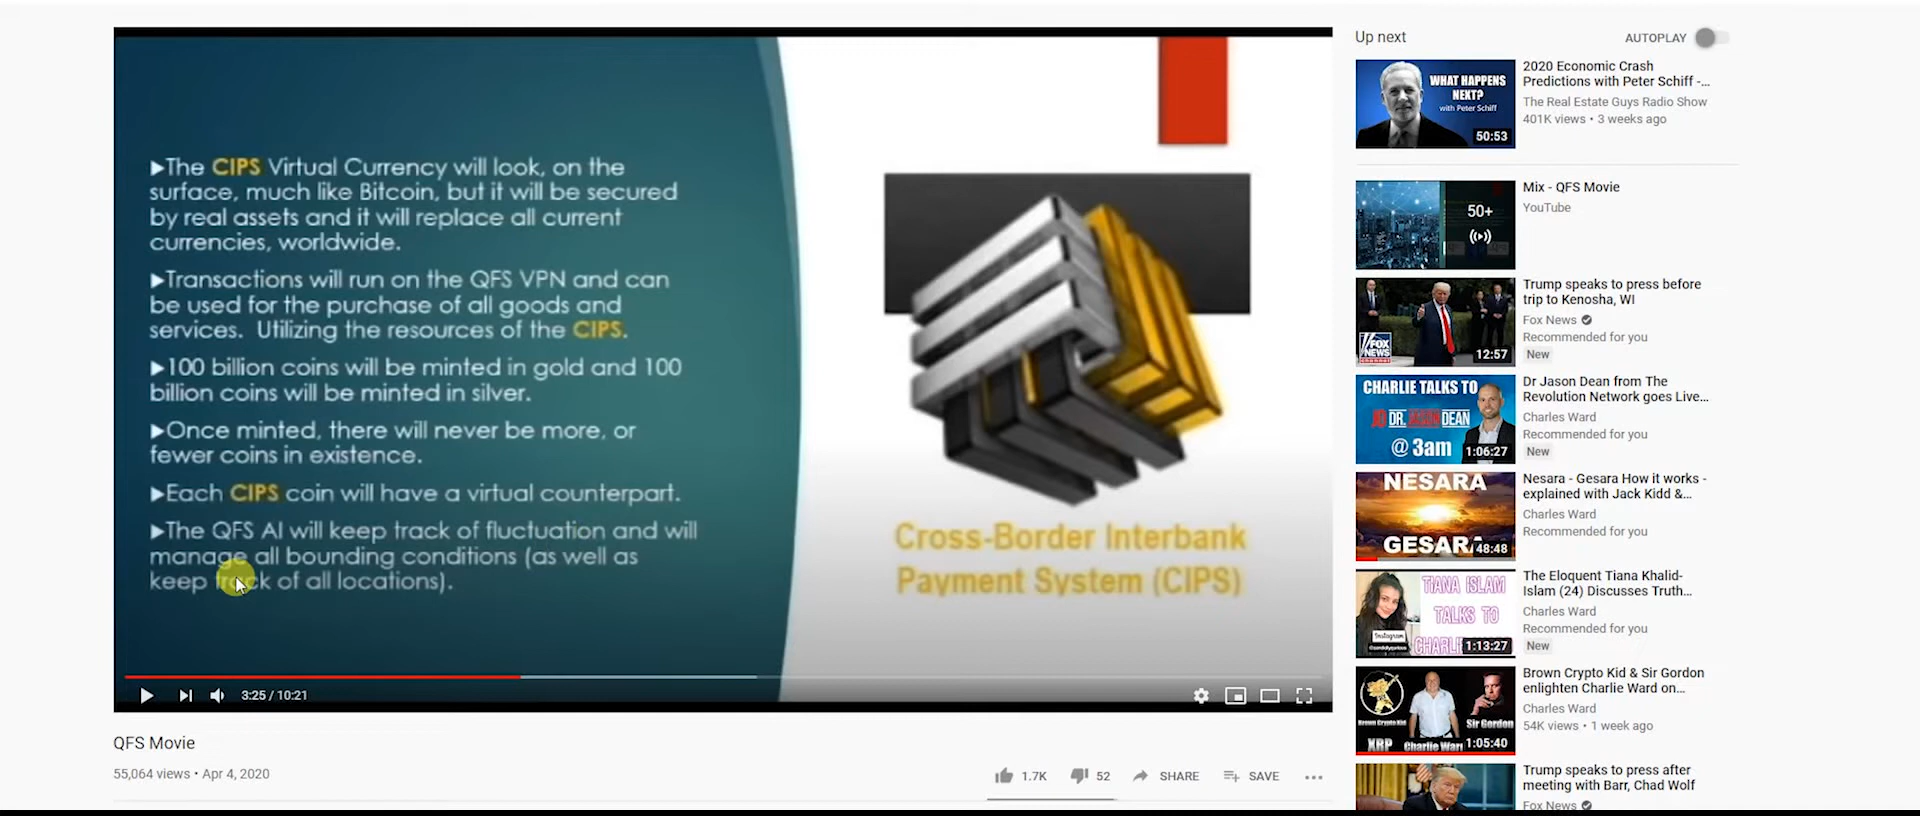 ►The CIPS Virtual Currency will look, on the
surface, much like Bitcoin, but it will be secured
by real assets and it will replace all current
currencies, worldwide.
►Transactions will run on the QFS VPN and can
be used for the purchase of all goods and
services. Utilizing the resources of the CIPS.
►100 billion coins will be minted in gold and 100
billion coins will be minted in silver.
►Once minted, there will never be more, or
fewer coins in existence.
►Each CIPS coin will have a virtual counterpart.
►The QFS AI will keep track of fluctuation and will
manage all bounding conditions (as well as
keep track of all locations).
Cross-Border Interbank
Payment System (CIPS)
3:25 / 10:21
QFS Movie
55,064 views • Apr 4, 2020
1.7K
52
SHARE
SAVE
Up next
AUTOPLAY
WHAT HAPPENS
NEXT?
with Peter Schiff
50:53
2020 Economic Crash
Predictions with Peter Schiff -...
The Real Estate Guys Radio Show
401K views • 3 weeks ago
50+
Mix - QFS Movie
YouTube
FOX
NEWS
channel
12:57
Trump speaks to press before
trip to Kenosha, WI
Fox News
Recommended for you
New
CHARLIE TALKS TO
DR. JASON DEAN
@ 3am
1:06:27
Dr Jason Dean from The
Revolution Network goes Live...
Charles Ward
Recommended for you
New
NESARA
GESARA
48:48
Nesara - Gesara How it works -
explained with Jack Kidd &...
Charles Ward
Recommended for you
TIANA ISLAM
TALKS TO
CHARLI
Instagram
1:13:27
The Eloquent Tiana Khalid-
Islam (24) Discusses Truth...
Charles Ward
Recommended for you
New
Brown Crypto Kid
Sir Gordon
XRP
Charlie Ward
1:05:40
Brown Crypto Kid & Sir Gordon
enlighten Charlie Ward on...
Charles Ward
54K views • 1 week ago
Trump speaks to press after
meeting with Barr, Chad Wolf
Fox News